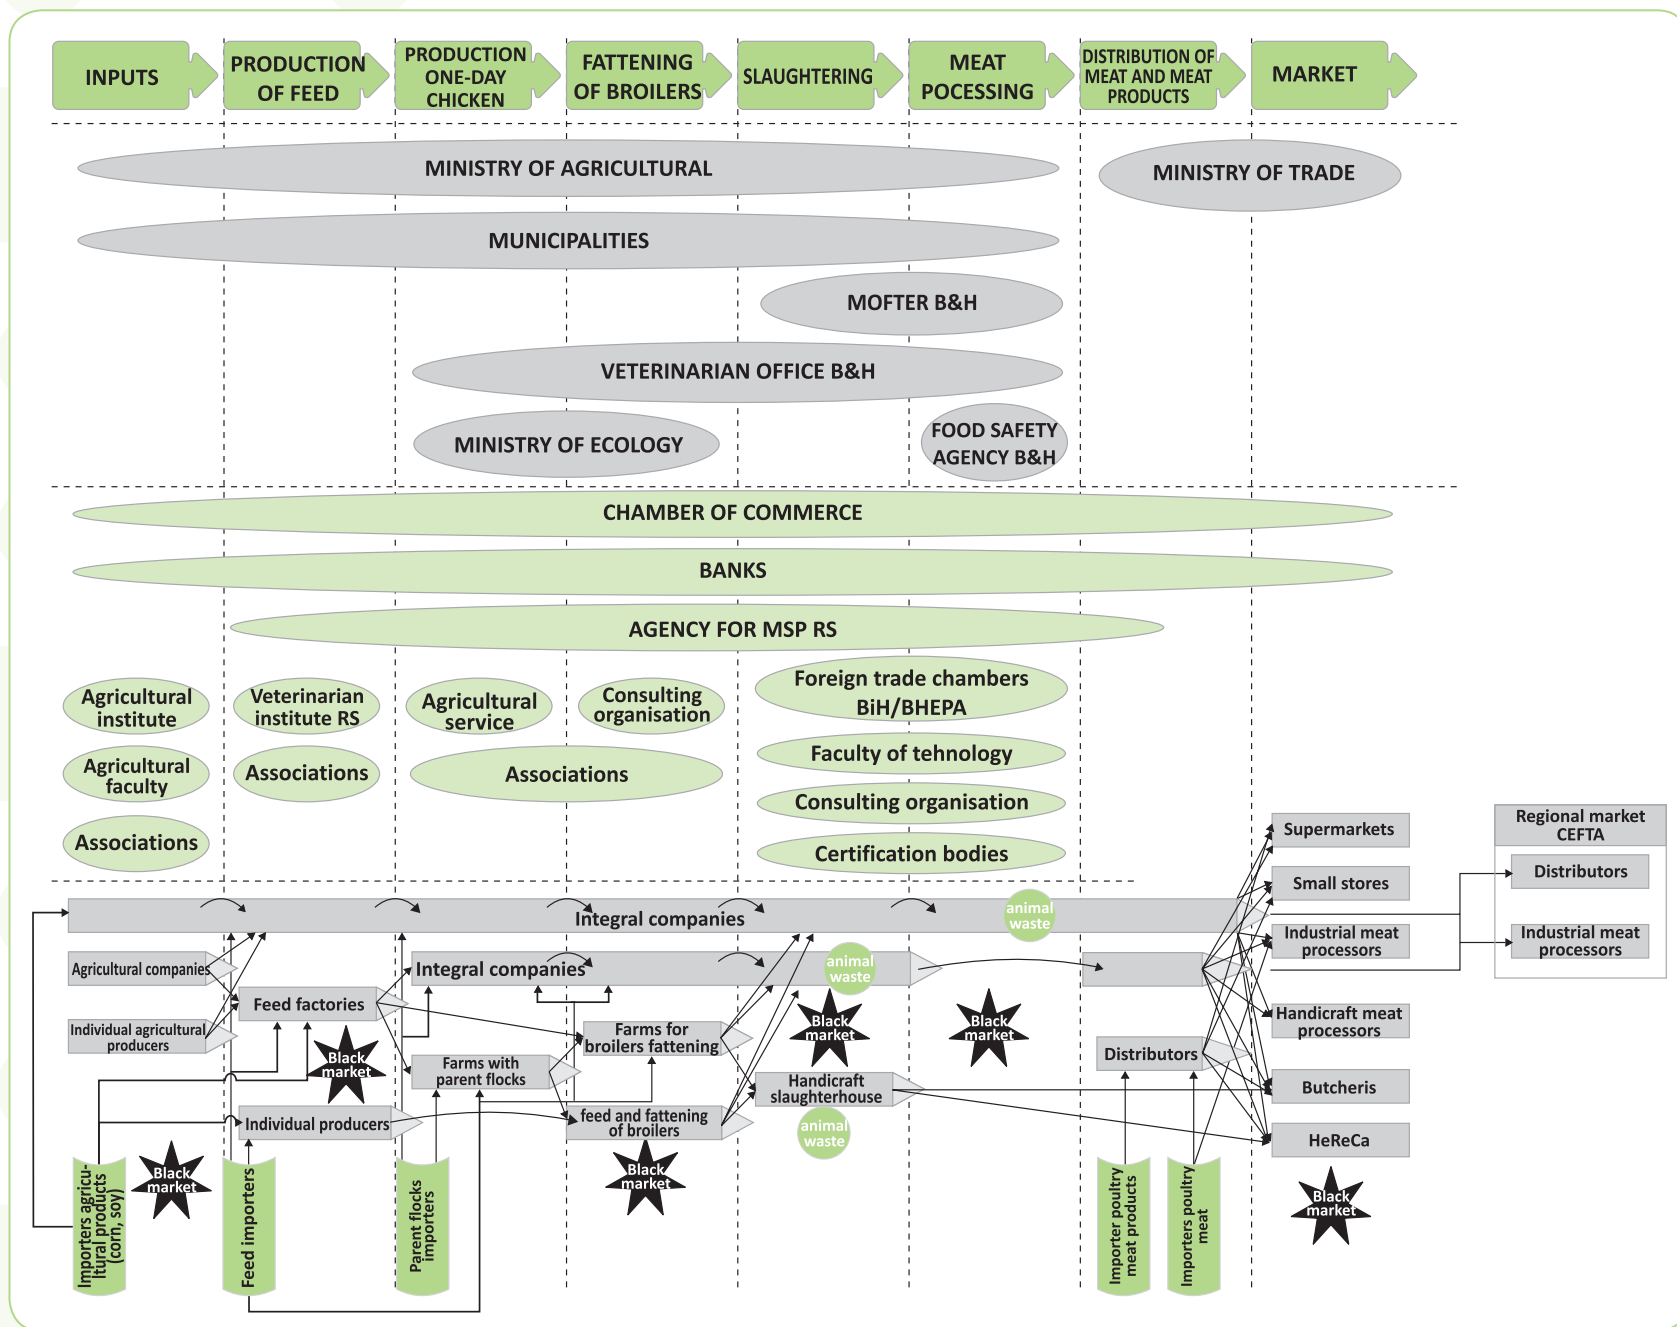 INPUTS
PRODUCTION
OF FEED
PRODUCTION
ONE-DAY
CHICKEN
FATTENING
OF BROILERS
SLAUGHTERING
MEAT
POCESSING
DISTRIBUTION OF
MEAT AND MEAT
PRODUCTS
MARKET
MINISTRY OF AGRICULTURAL
MINISTRY OF TRADE
MUNICIPALITIES
MOFTER B&H
VETERINARIAN OFFICE B&H
MINISTRY OF ECOLOGY
FOOD SAFETY
AGENCY B&H
CHAMBER OF COMMERCE
BANKS
AGENCY FOR MSP RS
Agricultural
institute
Veterinarian
institute RS
Agricultural
service
Consulting
organisation
Foreign trade chambers
BiH/BHEPA
Agricultural
faculty
Associations
Associations
Faculty of tehnology
Consulting organisation
Associations
Certification bodies
Supermarkets
Small stores
Industrial meat
processors
Handicraft meat
processors
Butcheris
HeReCa
Regional market
CEFTA
Distributors
Industrial meat
processors
Integral companies
animal
waste
Agricultural companies
Integral companies
animal
waste
Feed factories
Individual agricultural
producers
Black
market
Farms for
broilers fattening
Black
market
Black
market
Distributors
Farms with
parent flocks
Handicraft
slaughterhouse
Individual producers
feed and fattening
of broilers
animal
waste
Black
market
Black
market
Black
market
Importers agricu-
ltural products
(corn, soy)
Feed importers
Parent flocks
importers
Importer poultry
meat products
Importers poultry
meat